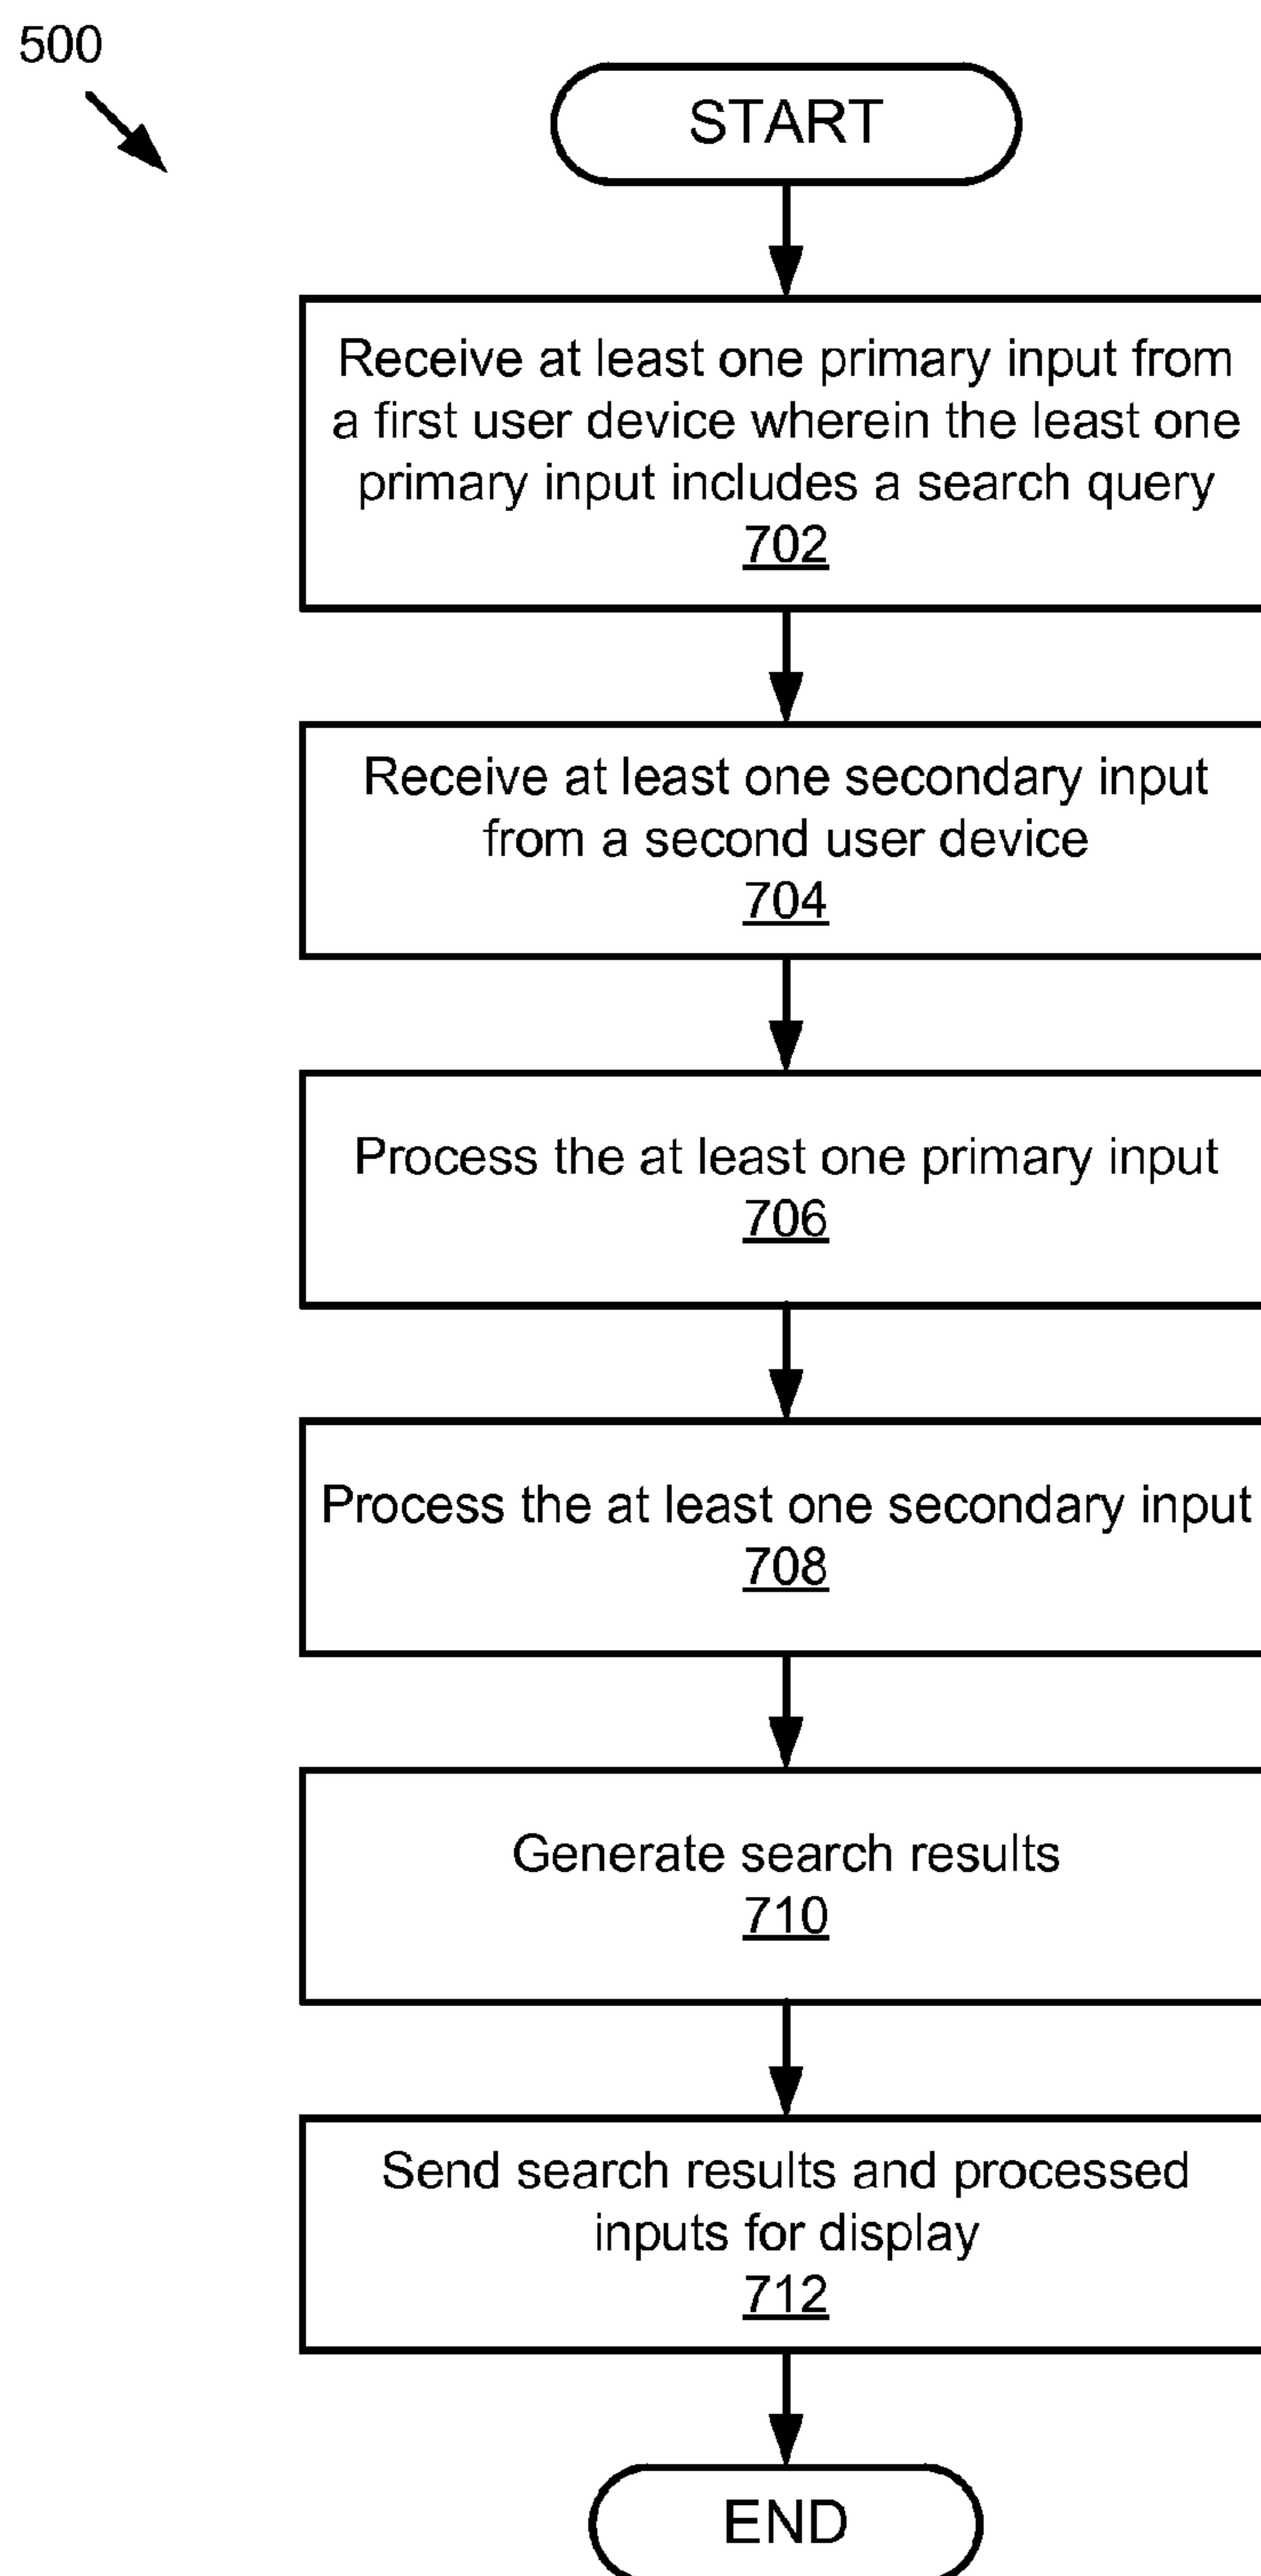 500
START
Receive at least one primary input from
a first user device wherein the least one
primary input includes a search query
702
Receive at least one secondary input
from a second user device
704
Process the at least one primary input
706
Process the at least one secondary input
708
Generate search results
710
Send search results and processed
inputs for display
712
END